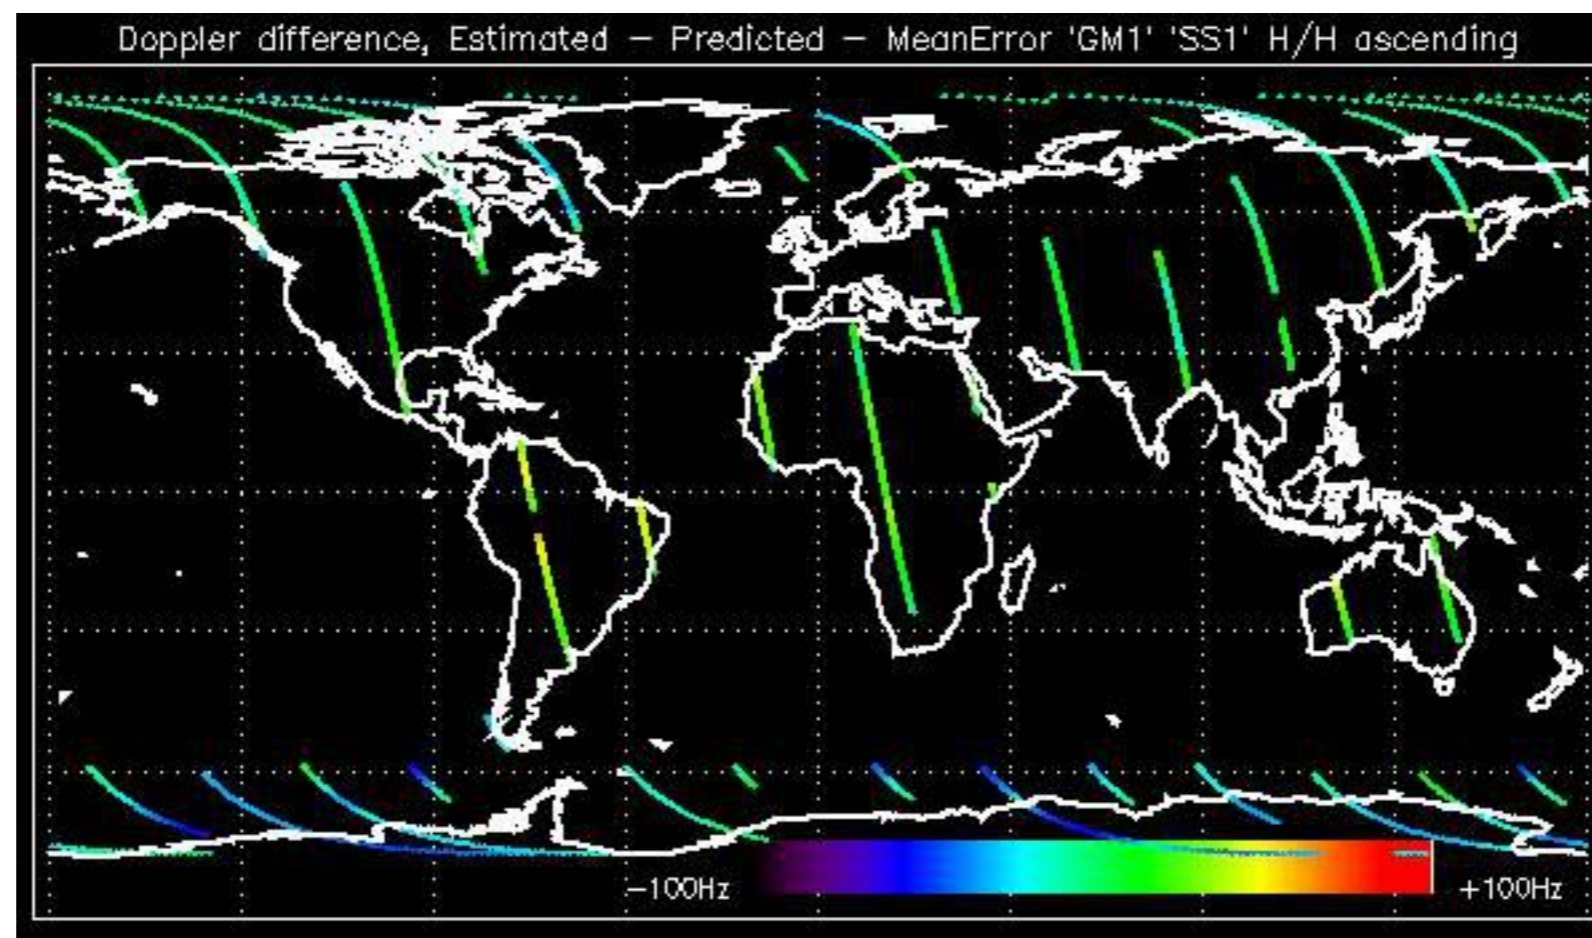 Doppler difference, Estimated — Predicted — MeanError 'GM1' 'SS1' H/H ascending
−100Hz
+100Hz